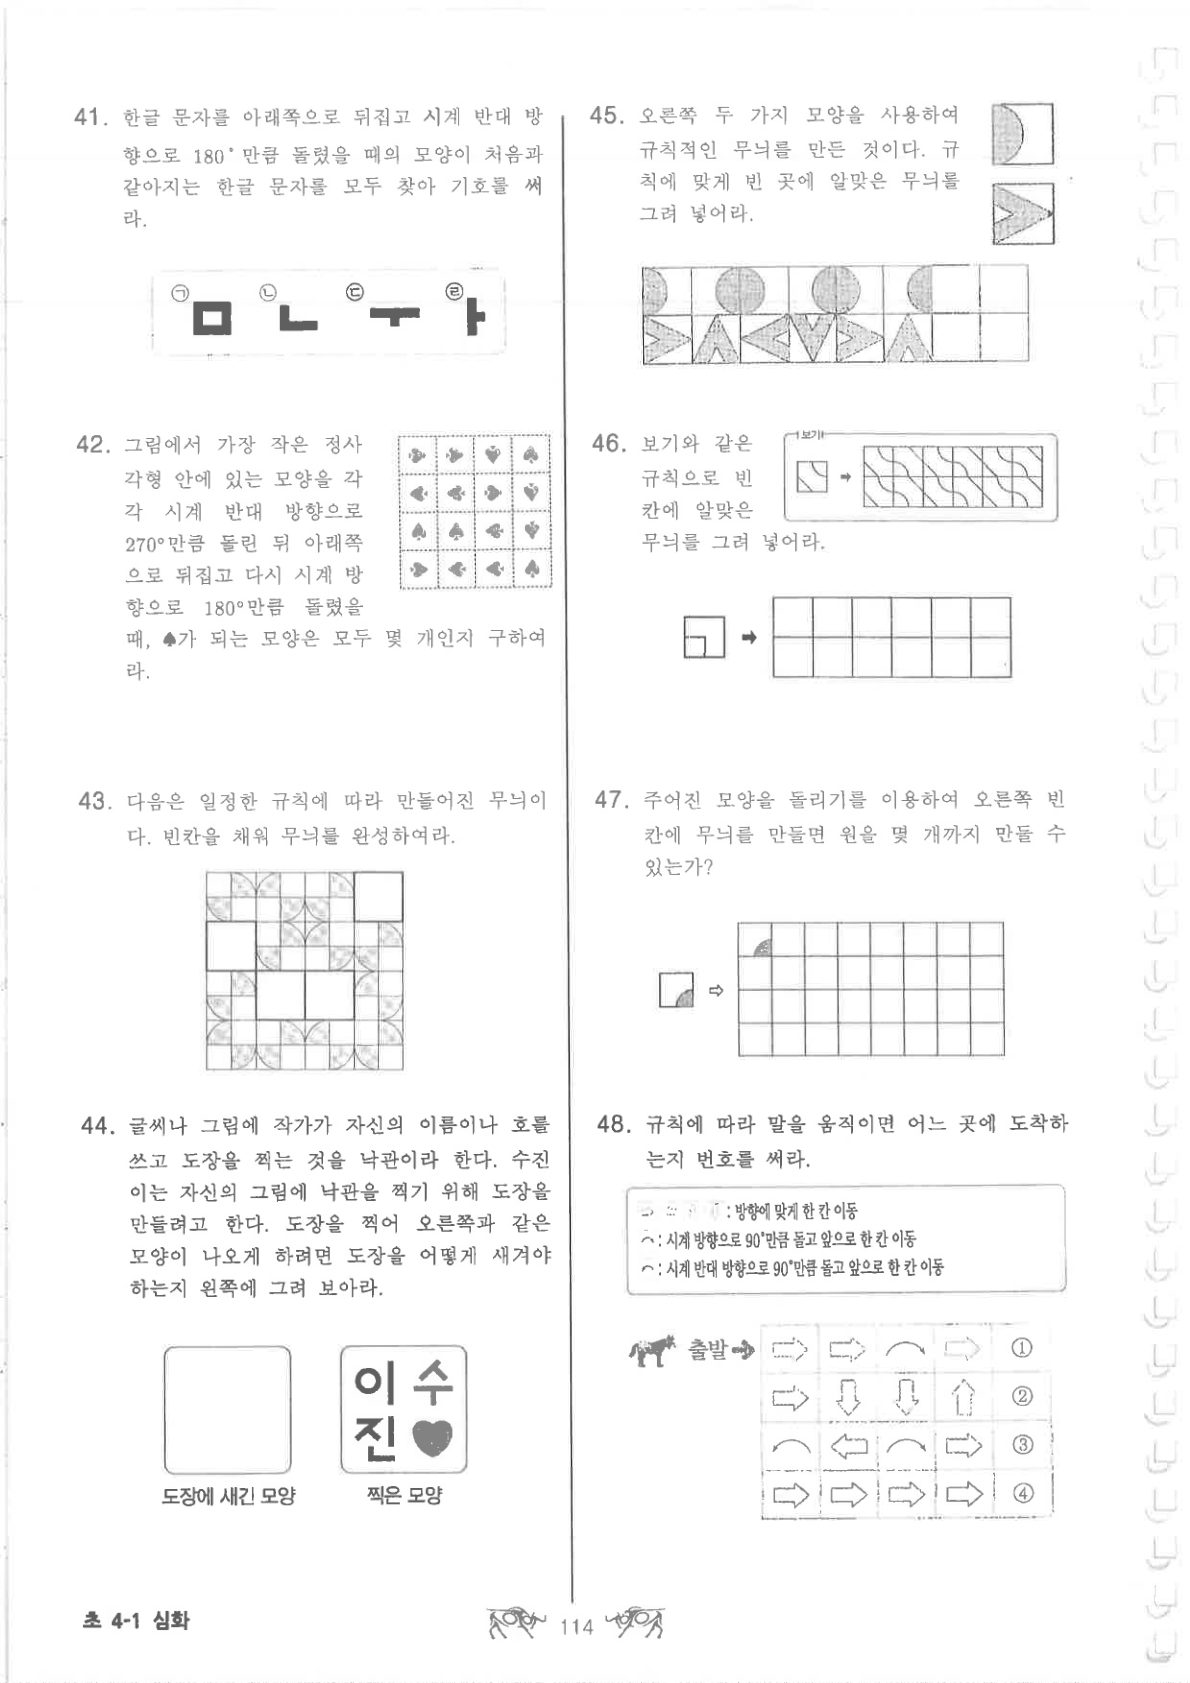 41. 한글 문자를 아래쪽으로 뒤집고 시계 반대 방
향으로 180°만큼 돌렸을 때의 모양이 처음과
같아지는 한글 문자를 모두 찾아 기호를 써
라.
㉠ ㅁ ㉡ ㄴ ㉢ ㅜ ㉣ ㅏ
42. 그림에서 가장 작은 정사
각형 안에 있는 모양을 각
각 시계 반대 방향으로
270°만큼 돌린 뒤 아래쪽
으로 뒤집고 다시 시계 방
향으로 180°만큼 돌렸을
때, ♠가 되는 모양은 모두 몇 개인지 구하여
라.
43. 다음은 일정한 규칙에 따라 만들어진 무늬이
다. 빈칸을 채워 무늬를 완성하여라.
44. 글씨나 그림에 작가가 자신의 이름이나 호를
쓰고 도장을 찍는 것을 낙관이라 한다. 수진
이는 자신의 그림에 낙관을 찍기 위해 도장을
만들려고 한다. 도장을 찍어 오른쪽과 같은
모양이 나오게 하려면 도장을 어떻게 새겨야
하는지 왼쪽에 그려 보아라.
이 수
진
도장에 새긴 모양 찍은 모양
45. 오른쪽 두 가지 모양을 사용하여
규칙적인 무늬를 만든 것이다. 규
칙에 맞게 빈 곳에 알맞은 무늬를
그려 넣어라.
46. 보기와 같은
규칙으로 빈
칸에 알맞은
무늬를 그려 넣어라.
보기
47. 주어진 모양을 돌리기를 이용하여 오른쪽 빈
칸에 무늬를 만들면 원을 몇 개까지 만들 수
있는가?
48. 규칙에 따라 말을 움직이면 어느 곳에 도착하
는지 번호를 써라.
: 방향에 맞게 한 칸 이동
: 시계 방향으로 90°만큼 돌고 앞으로 한 칸 이동
: 시계 반대 방향으로 90°만큼 돌고 앞으로 한 칸 이동
출발
①
②
③
④
초 4-1 심화
114